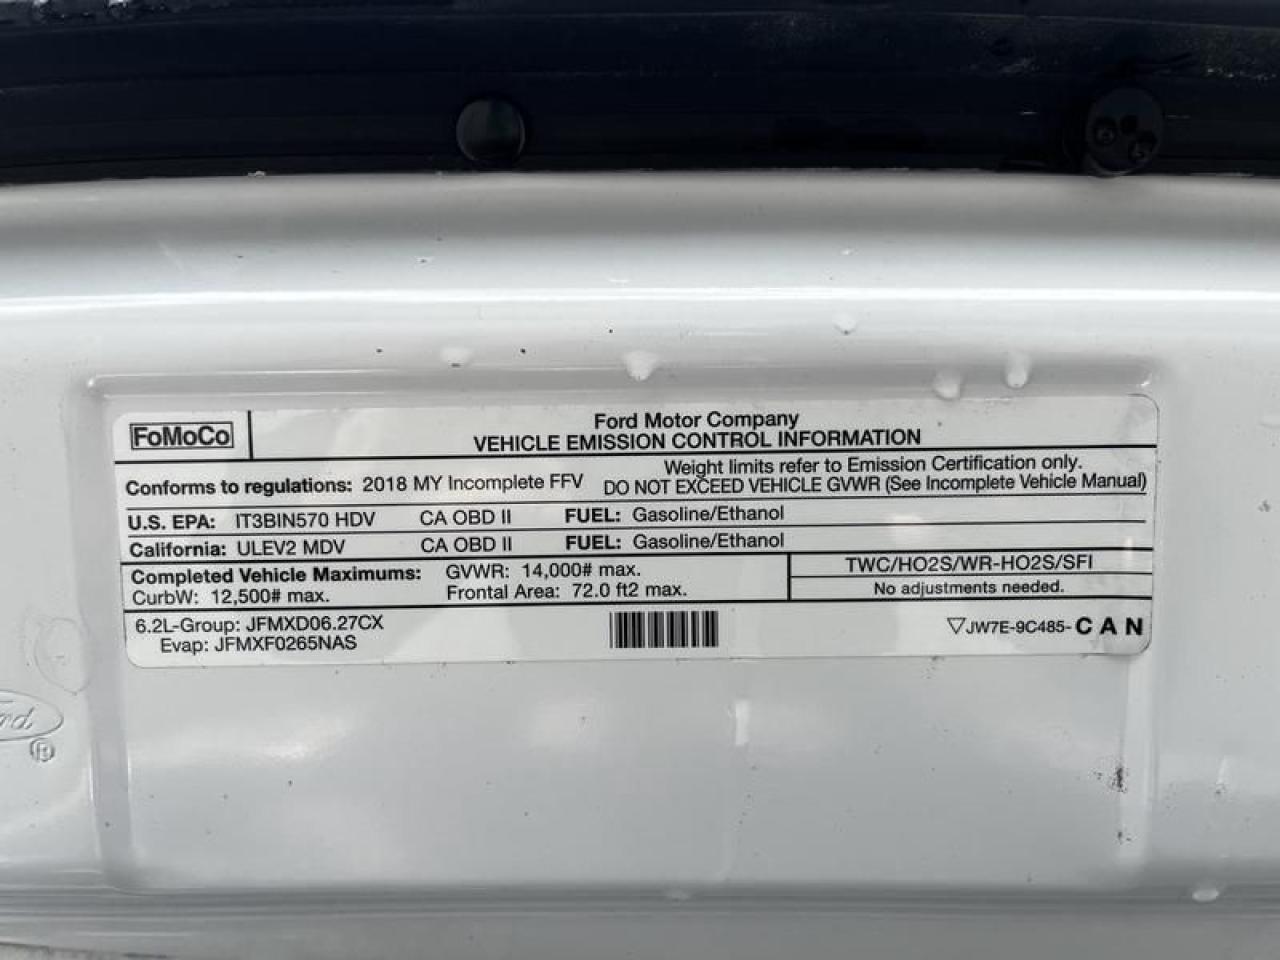 FoMoCo
Ford Motor Company
VEHICLE EMISSION CONTROL INFORMATION
Conforms to regulations: 2018 MY Incomplete FFV
Weight limits refer to Emission Certification only.
DO NOT EXCEED VEHICLE GVWR (See Incomplete Vehicle Manual)
U.S. EPA: IT3BIN570 HDV CA OBD II FUEL: Gasoline/Ethanol
California: ULEV2 MDV CA OBD II FUEL: Gasoline/Ethanol
Completed Vehicle Maximums: GVWR: 14,000# max.
CurbW: 12,500# max. Frontal Area: 72.0 ft2 max.
TWC/HO2S/WR-HO2S/SFI
No adjustments needed.
6.2L-Group: JFMXD06.27CX
Evap: JFMXF0265NAS
▽JW7E-9C485-CAN